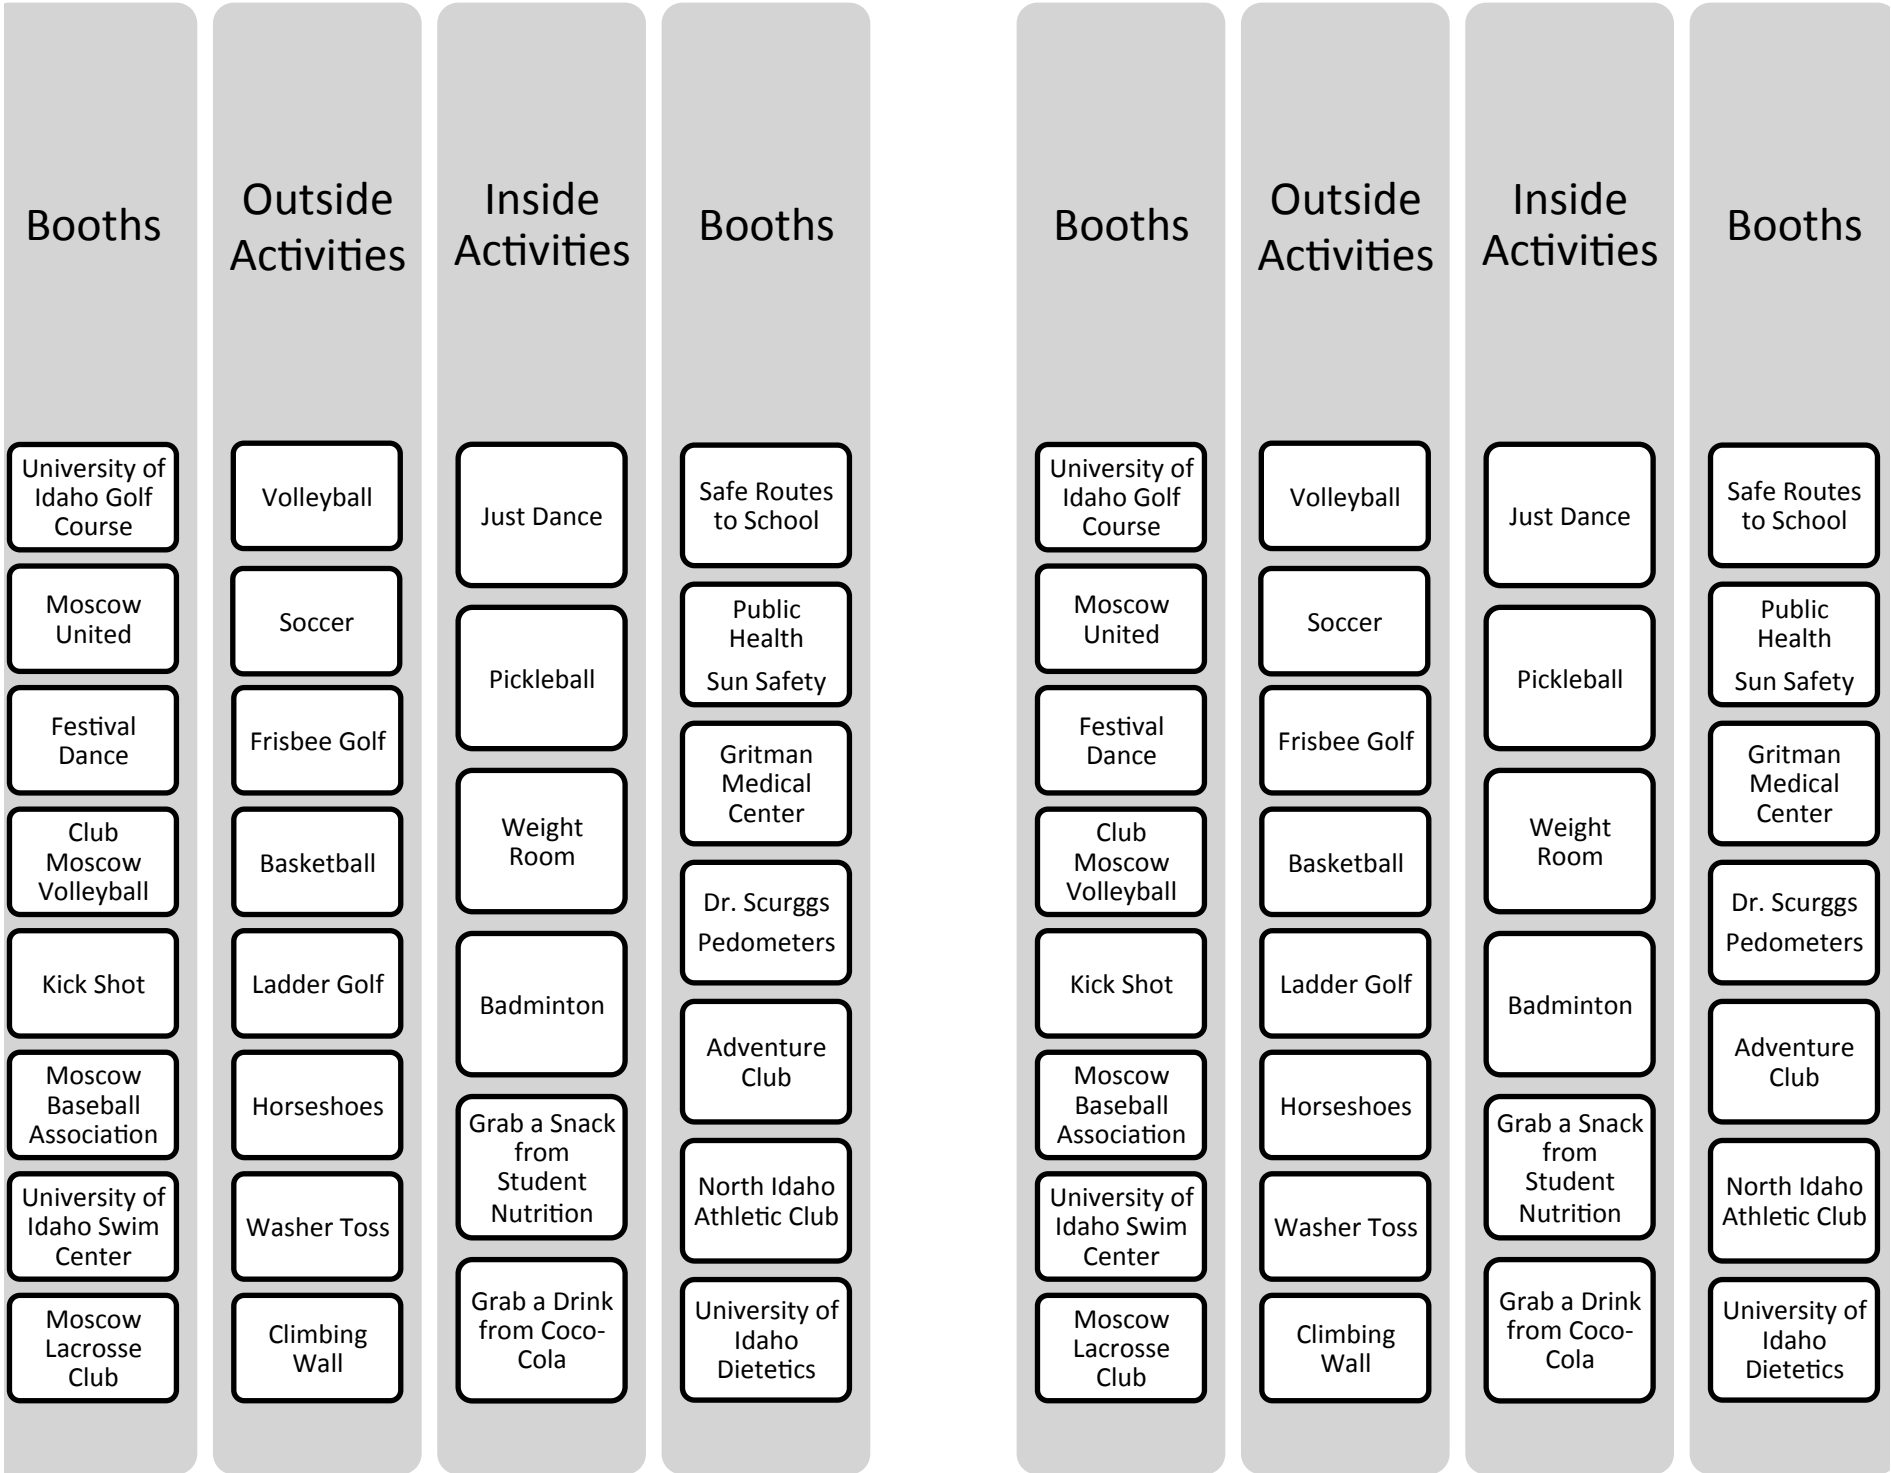 Booths
University of
Idaho Golf
Course
Moscow
United
Festival
Dance
Club
Moscow
Volleyball
Kick Shot
Moscow
Baseball
Association
University of
Idaho Swim
Center
Moscow
Lacrosse
Club
Outside
Activities
Volleyball
Soccer
Frisbee Golf
Basketball
Ladder Golf
Horseshoes
Washer Toss
Climbing
Wall
Inside
Activities
Just Dance
Pickleball
Weight
Room
Badminton
Grab a Snack
from
Student
Nutrition
Grab a Drink
from Coco-
Cola
Booths
Safe Routes
to School
Public
Health
Sun Safety
Gritman
Medical
Center
Dr. Scurggs
Pedometers
Adventure
Club
North Idaho
Athletic Club
University of
Idaho
Dietetics
Booths
University of
Idaho Golf
Course
Moscow
United
Festival
Dance
Club
Moscow
Volleyball
Kick Shot
Moscow
Baseball
Association
University of
Idaho Swim
Center
Moscow
Lacrosse
Club
Outside
Activities
Volleyball
Soccer
Frisbee Golf
Basketball
Ladder Golf
Horseshoes
Washer Toss
Climbing
Wall
Inside
Activities
Just Dance
Pickleball
Weight
Room
Badminton
Grab a Snack
from
Student
Nutrition
Grab a Drink
from Coco-
Cola
Booths
Safe Routes
to School
Public
Health
Sun Safety
Gritman
Medical
Center
Dr. Scurggs
Pedometers
Adventure
Club
North Idaho
Athletic Club
University of
Idaho
Dietetics